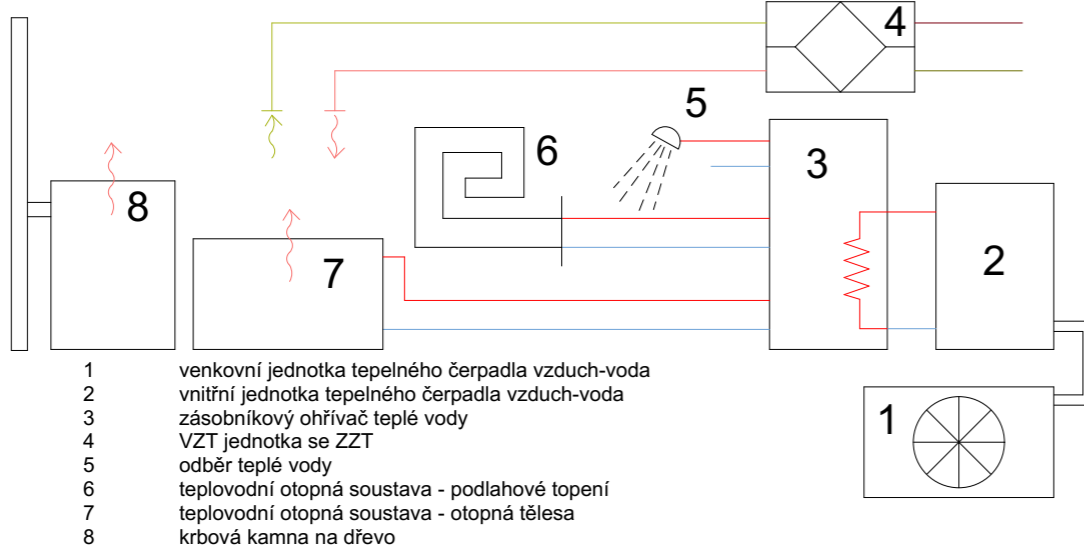 4
5
6
3
8
2
7
1
1 venkovní jednotka tepelného čerpadla vzduch-voda
2 vnitřní jednotka tepelného čerpadla vzduch-voda
3 zásobníkový ohřívač teplé vody
4 VZT jednotka se ZZT
5 odběr teplé vody
6 teplovodní otopná soustava - podlahové topení
7 teplovodní otopná soustava - otopná tělesa
8 krbová kamna na dřevo